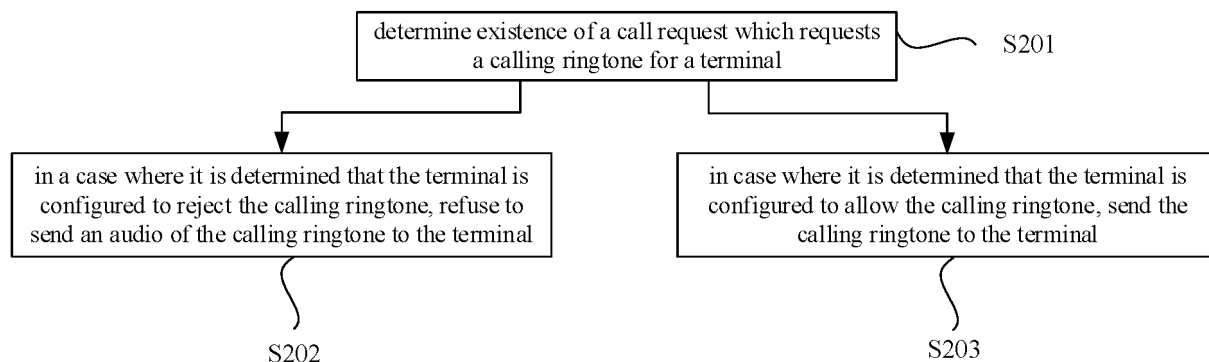 determine existence of a call request which requests
a calling ringtone for a terminal
S201
in a case where it is determined that the terminal is
configured to reject the calling ringtone, refuse to
send an audio of the calling ringtone to the terminal
in case where it is determined that the terminal is
configured to allow the calling ringtone, send the
calling ringtone to the terminal
S202
S203